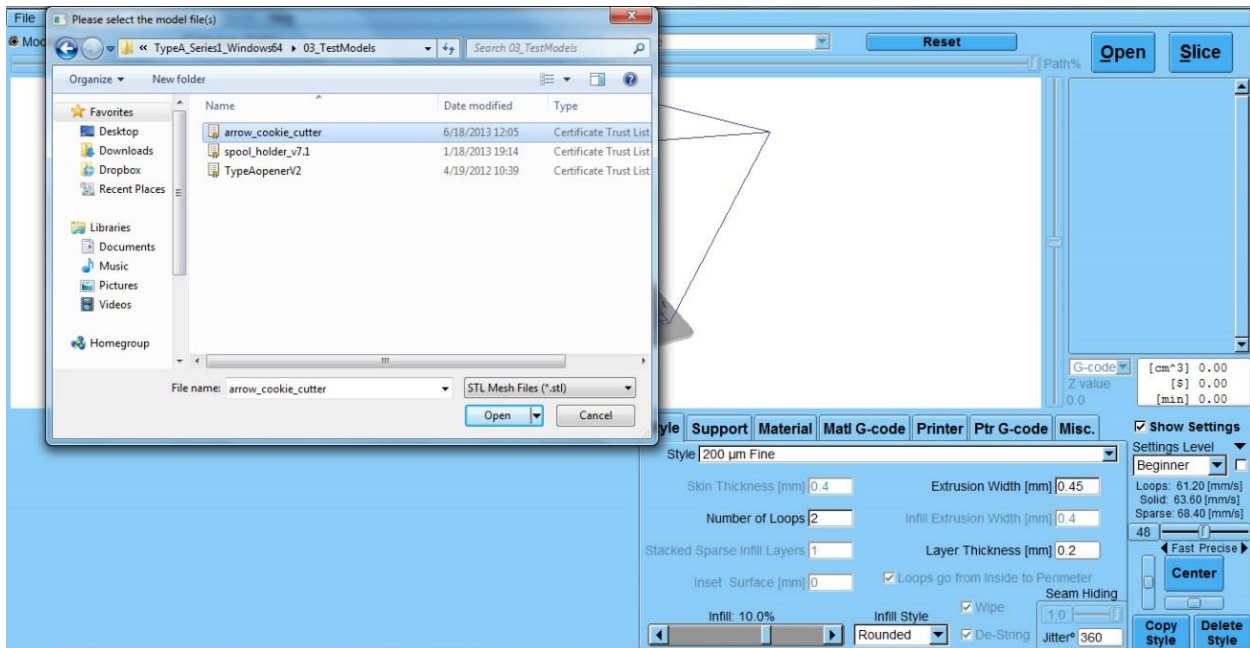 File
Please select the model file(s)
Mod
« TypeA_Series1_Windows64 ▸ 03_TestModels
Search 03_TestModels
Reset
Open
Slice
Path%
Organize
New folder
Favorites
Desktop
Downloads
Dropbox
Recent Places
Libraries
Documents
Music
Pictures
Videos
Homegroup
Name Date modified Type
arrow_cookie_cutter 6/18/2013 12:05 Certificate Trust List
spool_holder_v7.1 1/18/2013 19:14 Certificate Trust List
TypeAopenerV2 4/19/2012 10:39 Certificate Trust List
File name: arrow_cookie_cutter
STL Mesh Files (*.stl)
Open
Cancel
G-code
Z value
0.0
[cm^3] 0.00
[$] 0.00
[min] 0.00
yle Support Material Matl G-code Printer Ptr G-code Misc.
Style 200 µm Fine
Skin Thickness [mm] 0.4
Extrusion Width [mm] 0.45
Number of Loops 2
Infill Extrusion Width [mm] 0.4
Stacked Sparse Infill Layers 1
Layer Thickness [mm] 0.2
Inset Surface [mm] 0
Loops go from Inside to Perimeter
Infill: 10.0%
Infill Style
Rounded
Wipe
De-String
Seam Hiding
1.0
Jitterº 360
Show Settings
Settings Level
Beginner
Loops: 61.20 [mm/s]
Solid: 63.60 [mm/s]
Sparse: 68.40 [mm/s]
48
Fast Precise
Center
Copy Style
Delete Style